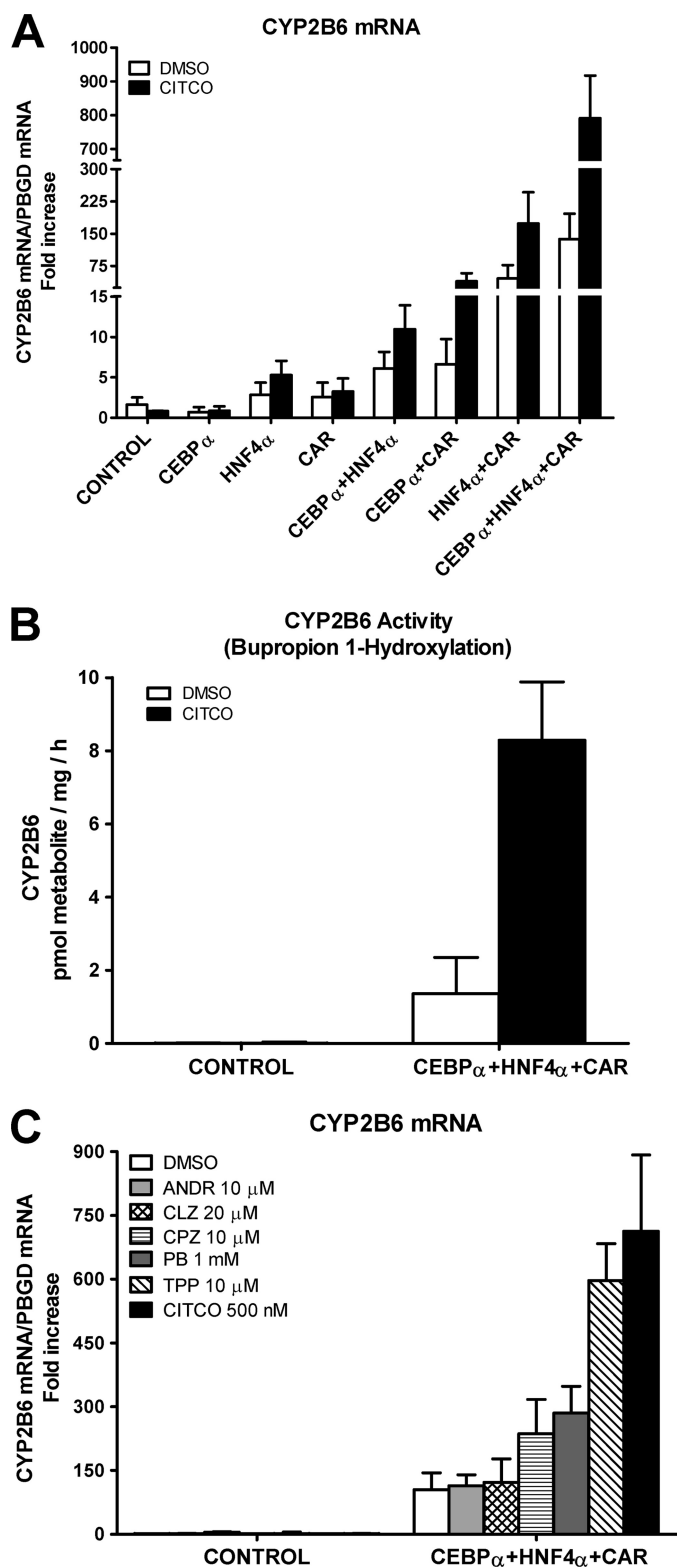 A
CYP2B6 mRNA
CYP2B6 mRNA/PBGD mRNA
Fold increase
1000
900
800
700
300
225
150
75
15
10
5
0
DMSO
CITCO
CONTROL
CEBPα
HNF4α
CAR
CEBPα+HNF4α
CEBPα+CAR
HNF4α+CAR
CEBPα+HNF4α+CAR
B
CYP2B6 Activity
(Bupropion 1-Hydroxylation)
CYP2B6
pmol metabolite / mg / h
10
8
6
4
2
0
DMSO
CITCO
CONTROL
CEBPα+HNF4α+CAR
C
CYP2B6 mRNA
CYP2B6 mRNA/PBGD mRNA
Fold increase
900
750
600
450
300
150
0
DMSO
ANDR 10 μM
CLZ 20 μM
CPZ 10 μM
PB 1 mM
TPP 10 μM
CITCO 500 nM
CONTROL
CEBPα+HNF4α+CAR